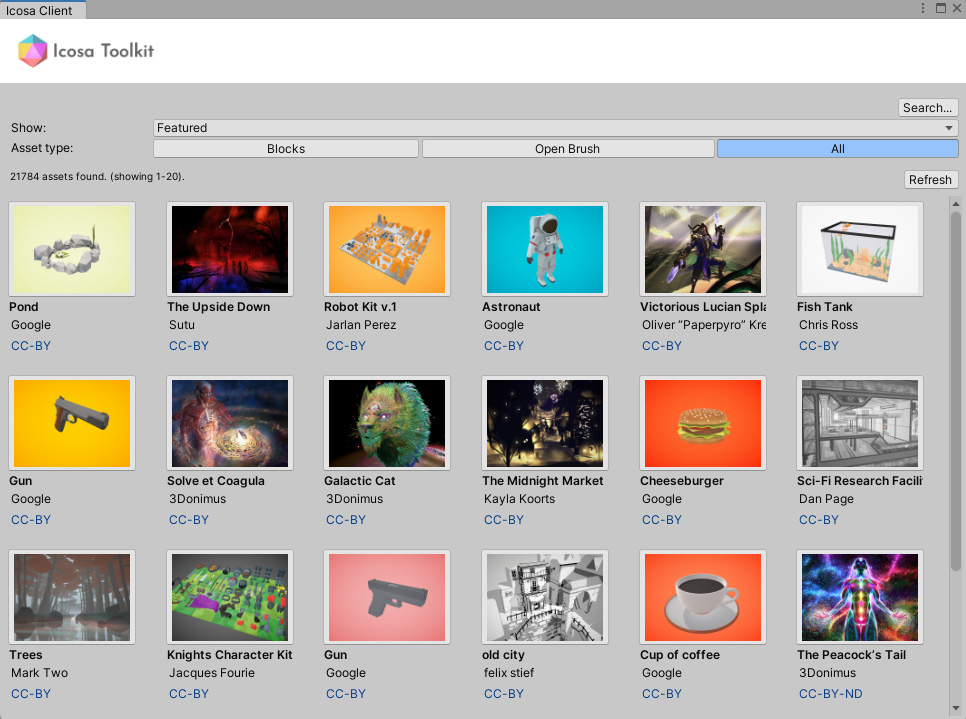 Icosa Client
Icosa Toolkit
Search...
Show:
Featured
Asset type:
Blocks
Open Brush
All
21784 assets found. (showing 1-20).
Refresh
Pond
Google
CC-BY
The Upside Down
Sutu
CC-BY
Robot Kit v.1
Jarlan Perez
CC-BY
Astronaut
Google
CC-BY
Victorious Lucian Spla
Oliver “Paperpyro” Kre
CC-BY
Fish Tank
Chris Ross
CC-BY
Gun
Google
CC-BY
Solve et Coagula
3Donimus
CC-BY
Galactic Cat
3Donimus
CC-BY
The Midnight Market
Kayla Koorts
CC-BY
Cheeseburger
Google
CC-BY
Sci-Fi Research Facili
Dan Page
CC-BY
Trees
Mark Two
CC-BY
Knights Character Kit
Jacques Fourie
CC-BY
Gun
Google
CC-BY
old city
felix stief
CC-BY
Cup of coffee
Google
CC-BY
The Peacock’s Tail
3Donimus
CC-BY-ND